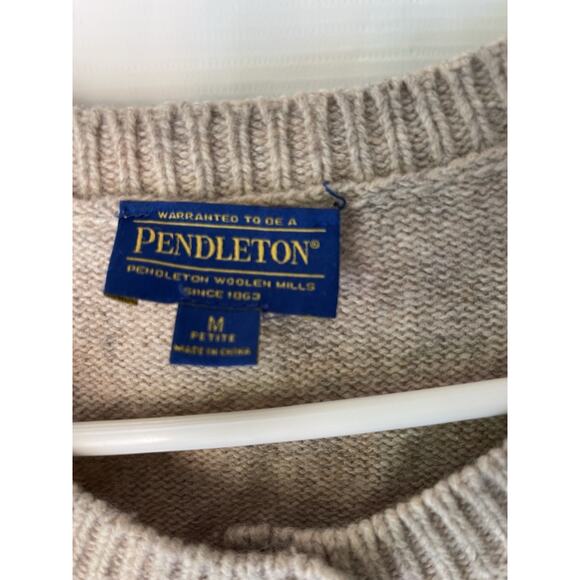 WARRANTED TO BE A
PENDLETON®
PENDLETON WOOLEN MILLS
SINCE 1863
M
PETITE
MADE IN CHINA